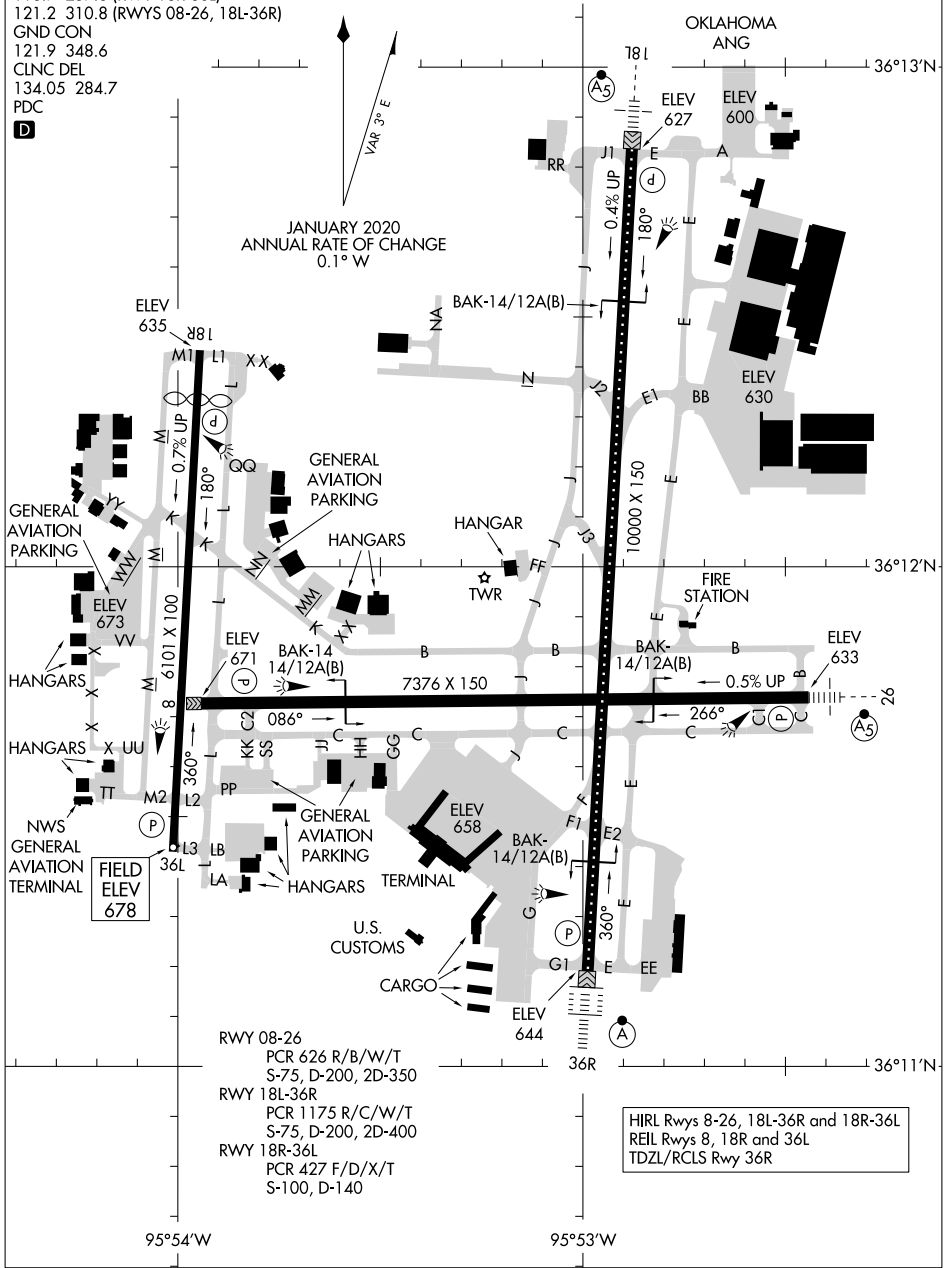 121.2 310.8 (RWYS 08-26, 18L-36R)
GND CON
121.9 348.6
CLNC DEL
134.05 284.7
PDC
D
VAR 3° E
JANUARY 2020
ANNUAL RATE OF CHANGE
0.1° W
OKLAHOMA
ANG
36°13'N
18L
A5
ELEV
627
ELEV
600
RR
J1
E
A
P
0.4% UP
180°
E
J
BAK-14/12A(B)
NA
E
ELEV
635
18R
M1
L1
XX
L
IZ
J2
E1
BB
ELEV
630
M
0.7% UP
P
180°
QQ
L
10000 X 150
E
J
GENERAL
AVIATION
PARKING
YY
K
K
NN
GENERAL
AVIATION
PARKING
HANGARS
HANGAR
J3
J
FF
36°12'N
WW
M
TWR
MM
FIRE
STATION
ELEV
673
6101 X 100
L
K
XX
J
E
VV
HANGARS
X
ELEV
671
BAK-14
14/12A(B)
B
B
BAK-
14/12A(B)
B
B
ELEV
633
M
P
8
7376 X 150
0.5% UP
26
086°
266°
C1
C
P
A5
X
C2
KK
SS
JJ
C
HH
GG
C
C
C
J
HANGARS
X
UU
360°
L
TT
M2
L2
PP
E
F
F1
E2
NWS
GENERAL
AVIATION
TERMINAL
P
GENERAL
AVIATION
PARKING
ELEV
658
BAK-
14/12A(B)
L3
LB
36L
L
LA
HANGARS
TERMINAL
FIELD
ELEV
678
G
360°
E
P
U.S.
CUSTOMS
CARGO
G1
E
EE
ELEV
644
A
36R
36°11'N
RWY 08-26
PCR 626 R/B/W/T
S-75, D-200, 2D-350
RWY 18L-36R
PCR 1175 R/C/W/T
S-75, D-200, 2D-400
RWY 18R-36L
PCR 427 F/D/X/T
S-100, D-140
HIRL Rwys 8-26, 18L-36R and 18R-36L
REIL Rwys 8, 18R and 36L
TDZL/RCLS Rwy 36R
95°54'W
95°53'W